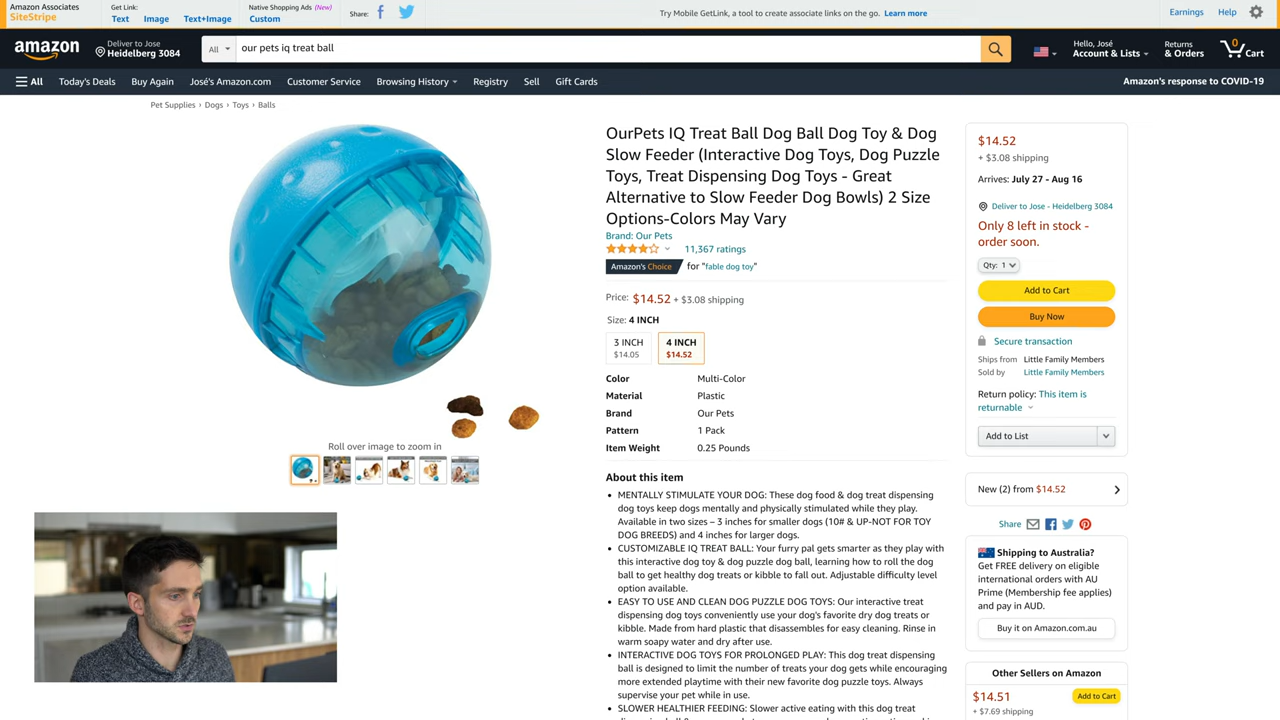 Amazon Associates
SiteStripe
Get Link:
Text Image Text+Image
Native Shopping Ads (New)
Custom
Share:
Try Mobile GetLink, a tool to create associate links on the go. Learn more
Earnings Help
amazon
Deliver to Jose
Heidelberg 3084
All
our pets iq treat ball
Hello, José
Account & Lists
Returns
& Orders
0
Cart
All Today's Deals Buy Again José's Amazon.com Customer Service Browsing History Registry Sell Gift Cards
Amazon's response to COVID-19
Pet Supplies › Dogs › Toys › Balls
Roll over image to zoom in
OurPets IQ Treat Ball Dog Ball Dog Toy & Dog
Slow Feeder (Interactive Dog Toys, Dog Puzzle
Toys, Treat Dispensing Dog Toys - Great
Alternative to Slow Feeder Dog Bowls) 2 Size
Options-Colors May Vary
Brand: Our Pets
11,367 ratings
Amazon's Choice for "fable dog toy"
Price: $14.52 + $3.08 shipping
Size: 4 INCH
3 INCH
$14.05
4 INCH
$14.52
Color Multi-Color
Material Plastic
Brand Our Pets
Pattern 1 Pack
Item Weight 0.25 Pounds
About this item
• MENTALLY STIMULATE YOUR DOG: These dog food & dog treat dispensing
dog toys keep dogs mentally and physically stimulated while they play.
Available in two sizes – 3 inches for smaller dogs (10# & UP-NOT FOR TOY
DOG BREEDS) and 4 inches for larger dogs.
• CUSTOMIZABLE IQ TREAT BALL: Your furry pal gets smarter as they play with
this interactive dog toy & dog puzzle dog ball, learning how to roll the dog
ball to get healthy dog treats or kibble to fall out. Adjustable difficulty level
option available.
• EASY TO USE AND CLEAN DOG PUZZLE DOG TOYS: Our interactive treat
dispensing dog toys conveniently use your dog's favorite dry dog treats or
kibble. Made from hard plastic that disassembles for easy cleaning. Rinse in
warm soapy water and dry after use.
• INTERACTIVE DOG TOYS FOR PROLONGED PLAY: This dog treat dispensing
ball is designed to limit the number of treats your dog gets while encouraging
more extended playtime with their new favorite dog puzzle toys. Always
supervise your pet while in use.
• SLOWER HEALTHIER FEEDING: Slower active eating with this dog treat
$14.52
+ $3.08 shipping
Arrives: July 27 - Aug 16
Deliver to Jose - Heidelberg 3084
Only 8 left in stock -
order soon.
Qty: 1
Add to Cart
Buy Now
Secure transaction
Ships from Little Family Members
Sold by Little Family Members
Return policy: This item is
returnable
Add to List
New (2) from $14.52
Share
Shipping to Australia?
Get FREE delivery on eligible
international orders with AU
Prime (Membership fee applies)
and pay in AUD.
Buy it on Amazon.com.au
Other Sellers on Amazon
$14.51
Add to Cart
+ $7.69 shipping